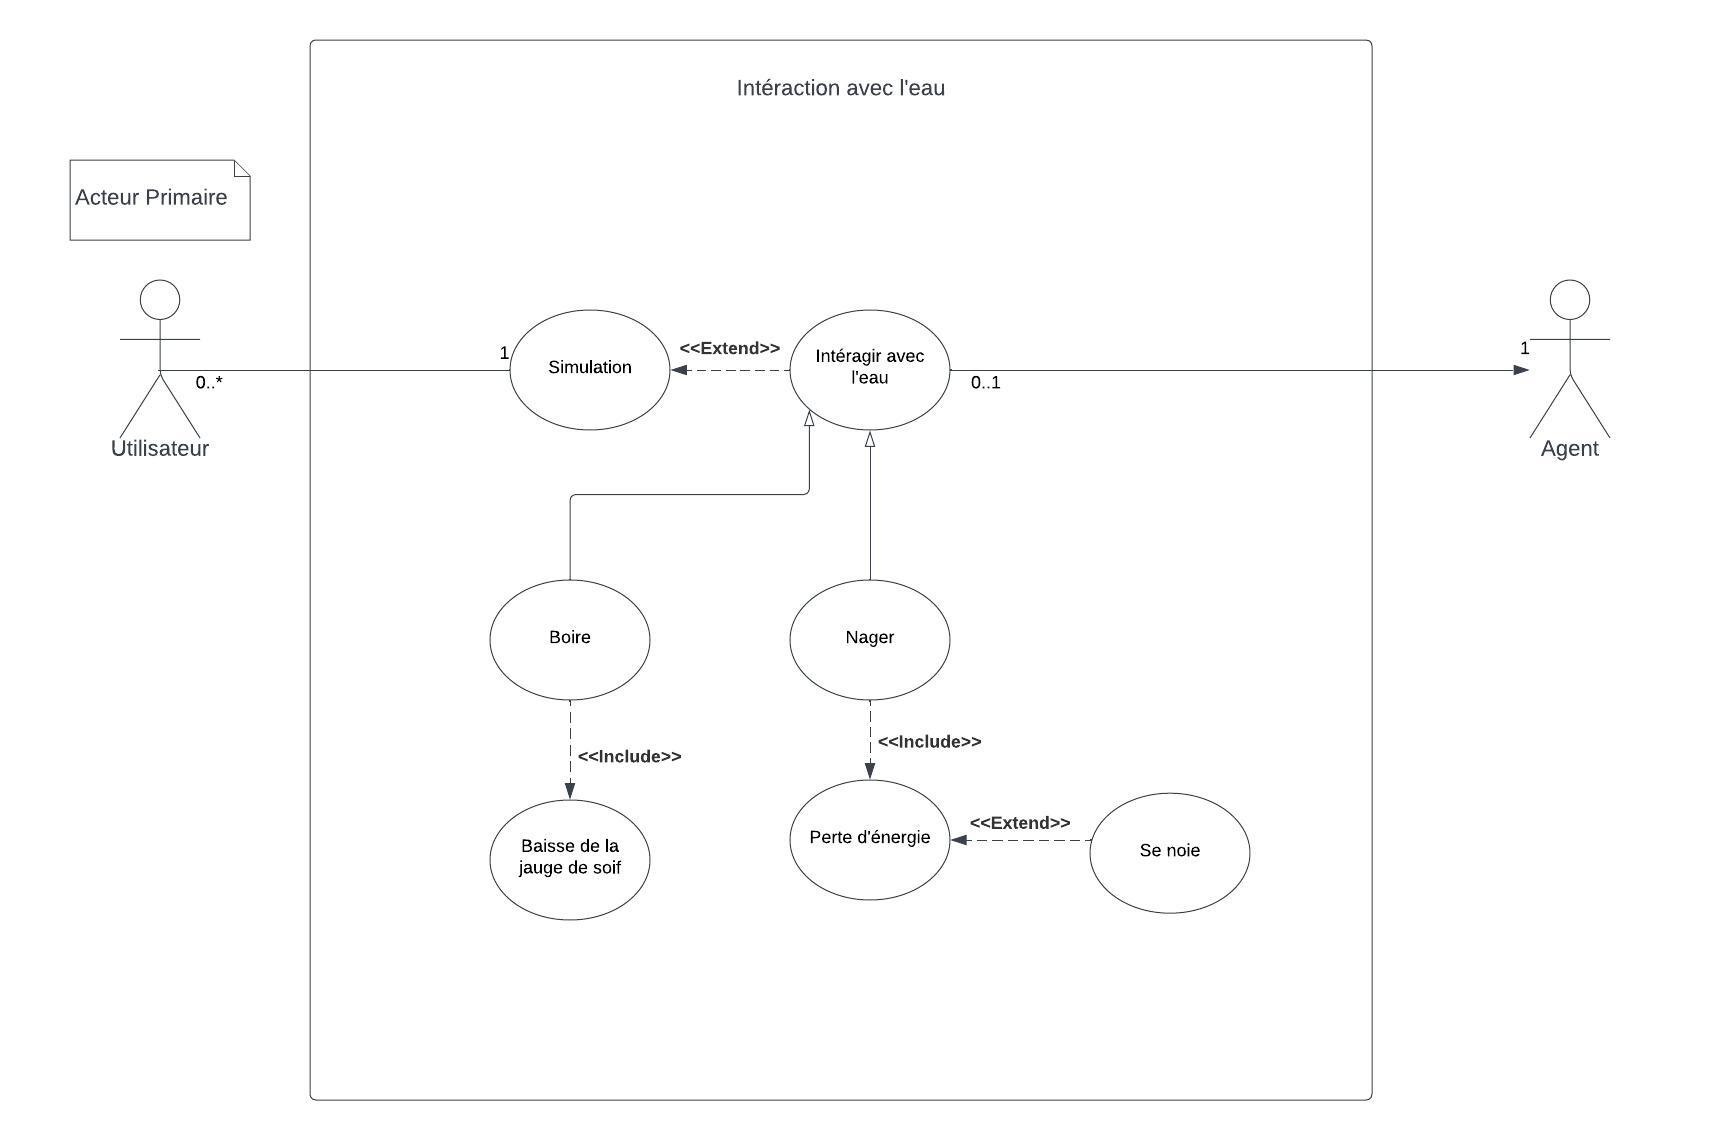 Intéraction avec l'eau
Acteur Primaire
Utilisateur
0..*
1
Simulation
<<Extend>>
Intéragir avec
l'eau
0..1
1
Agent
Boire
Nager
<<Include>>
<<Include>>
Baisse de la
jauge de soif
Perte d'énergie
<<Extend>>
Se noie